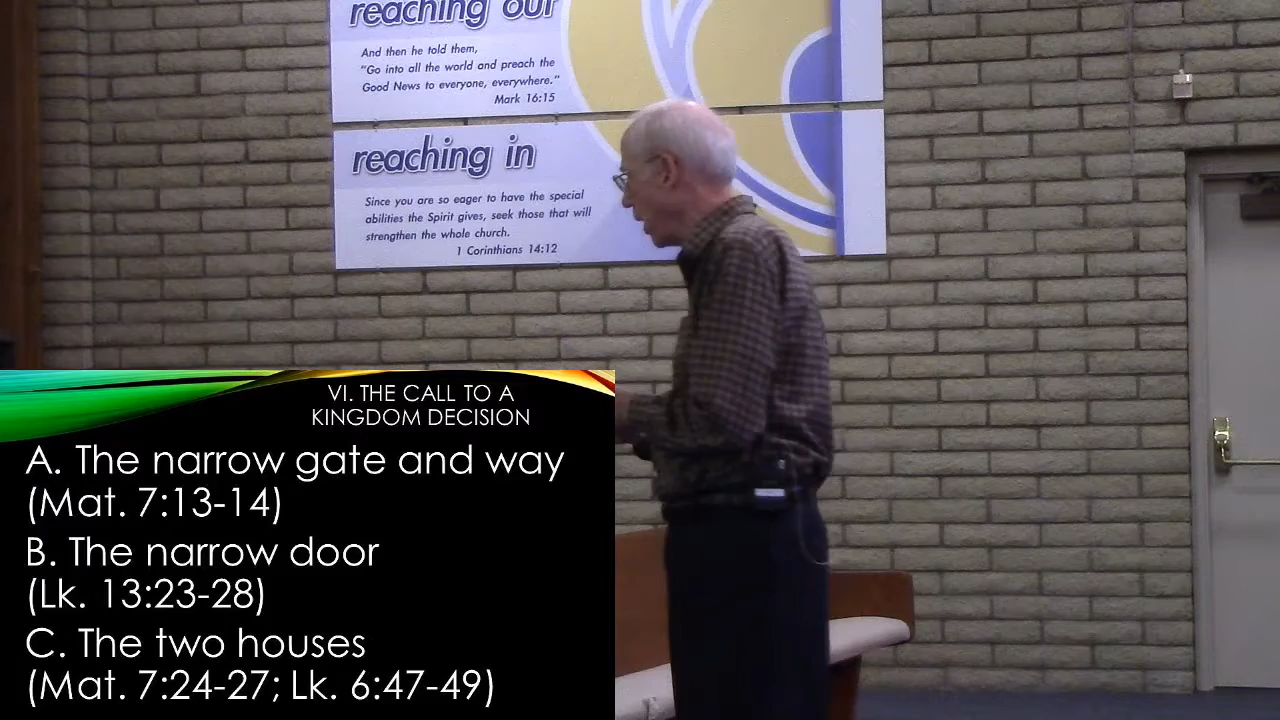 reaching out
And then he told them,
"Go into all the world and preach the
Good News to everyone, everywhere."
Mark 16:15
reaching in
Since you are so eager to have the special
abilities the Spirit gives, seek those that will
strengthen the whole church.
1 Corinthians 14:12
VI. THE CALL TO A
KINGDOM DECISION
A. The narrow gate and way
(Mat. 7:13-14)
B. The narrow door
(Lk. 13:23-28)
C. The two houses
(Mat. 7:24-27; Lk. 6:47-49)